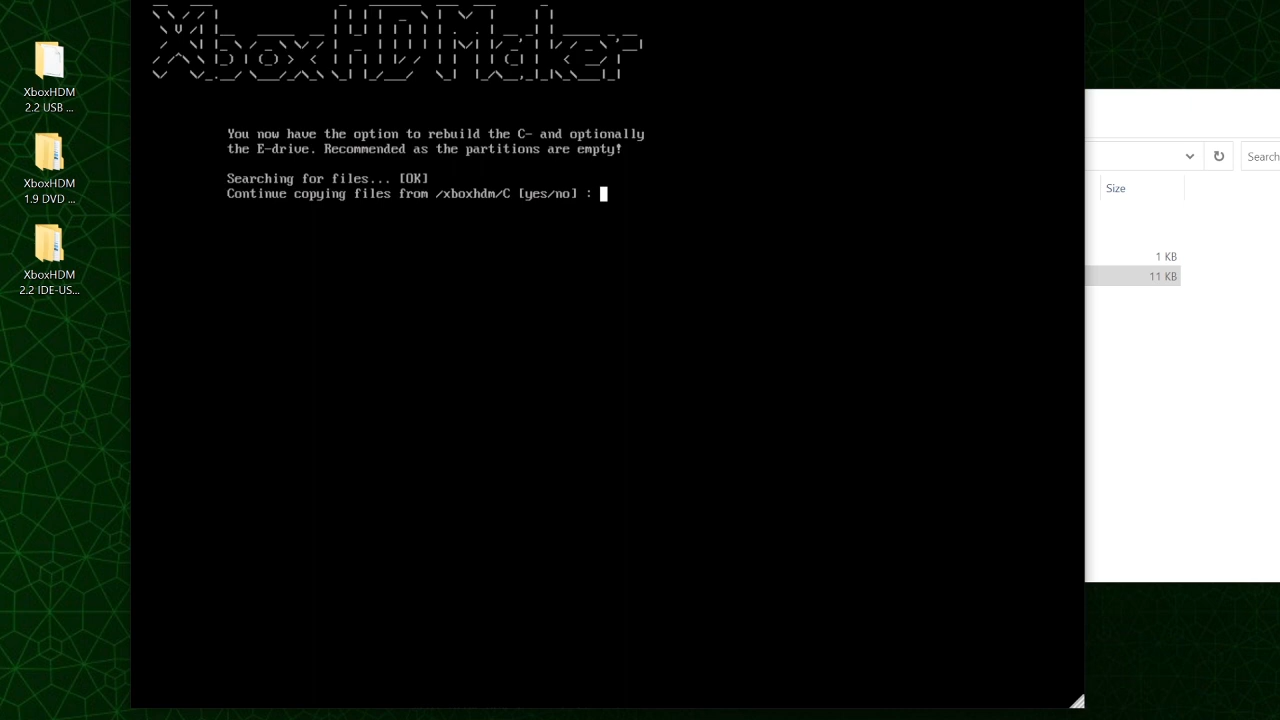 XboxHDMaker
You now have the option to rebuild the C- and optionally
the E-drive. Recommended as the partitions are empty!
Searching for files... [OK]
Continue copying files from /xboxhdm/C [yes/no] :
XboxHDM
2.2 USB ...
XboxHDM
1.9 DVD ...
XboxHDM
2.2 IDE-US...
Search
Size
1 KB
11 KB